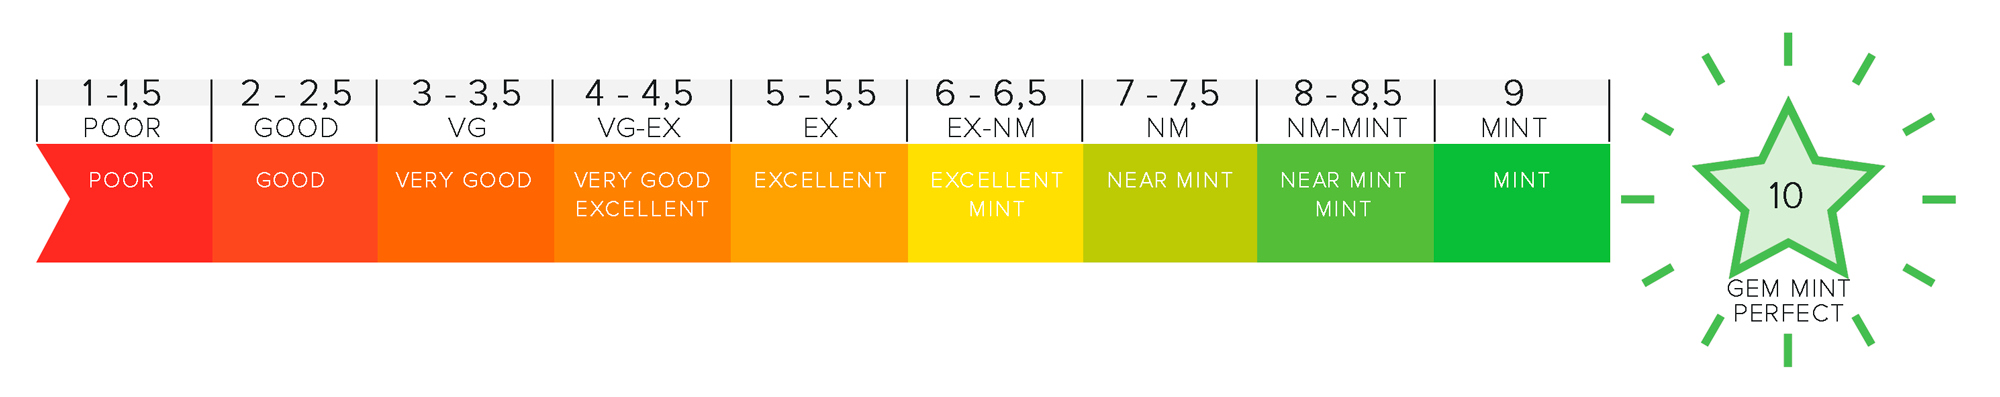 1 -1,5
POOR
2 - 2,5
GOOD
3 - 3,5
VG
4 - 4,5
VG-EX
5 - 5,5
EX
6 - 6,5
EX-NM
7 - 7,5
NM
8 - 8,5
NM-MINT
9
MINT
POOR
GOOD
VERY GOOD
VERY GOOD
EXCELLENT
EXCELLENT
EXCELLENT
MINT
NEAR MINT
NEAR MINT
MINT
MINT
10
GEM MINT
PERFECT